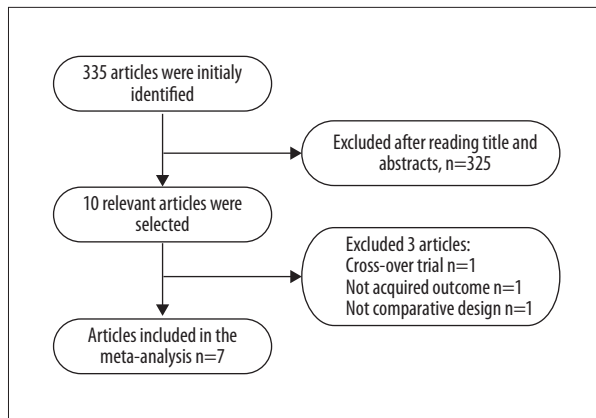 335 articles were initialy
identified
Excluded after reading title and
abstracts, n=325
10 relevant articles were
selected
Excluded 3 articles:
Cross-over trial n=1
Not acquired outcome n=1
Not comparative design n=1
Articles included in the
meta-analysis n=7